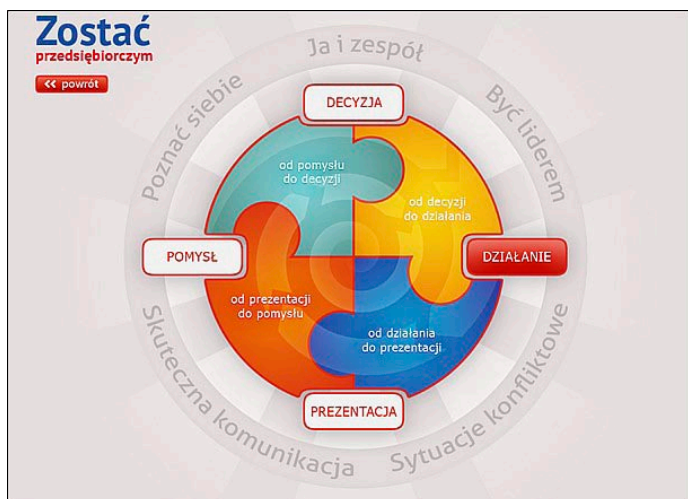 Zostać
przedsiębiorczym
<< powrót
Ja i zespół
Poznać siebie
Być liderem
DECYZJA
od pomysłu
do decyzji
od decyzji
do działania
POMYSŁ
DZIAŁANIE
od prezentacji
do pomysłu
od działania
do prezentacji
PREZENTACJA
Skuteczna komunikacja
Sytuacje konfliktowe